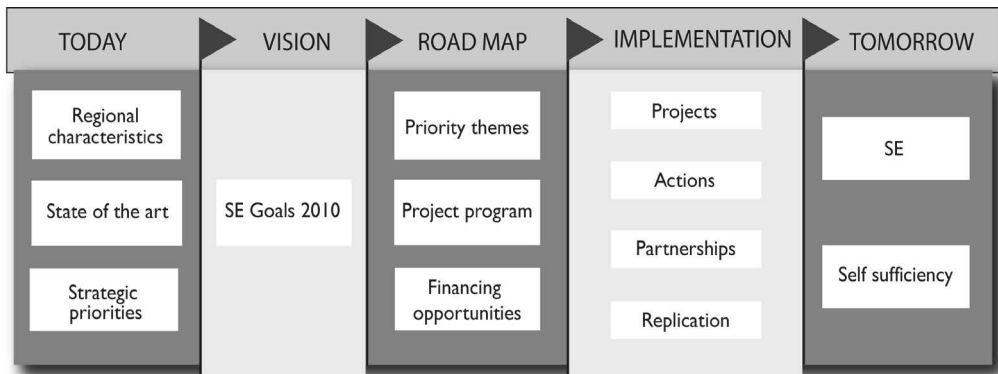 TODAY
VISION
ROAD MAP
IMPLEMENTATION
TOMORROW
Regional
characteristics
State of the art
Strategic
priorities
SE Goals 2010
Priority themes
Project program
Financing
opportunities
Projects
Actions
Partnerships
Replication
SE
Self sufficiency